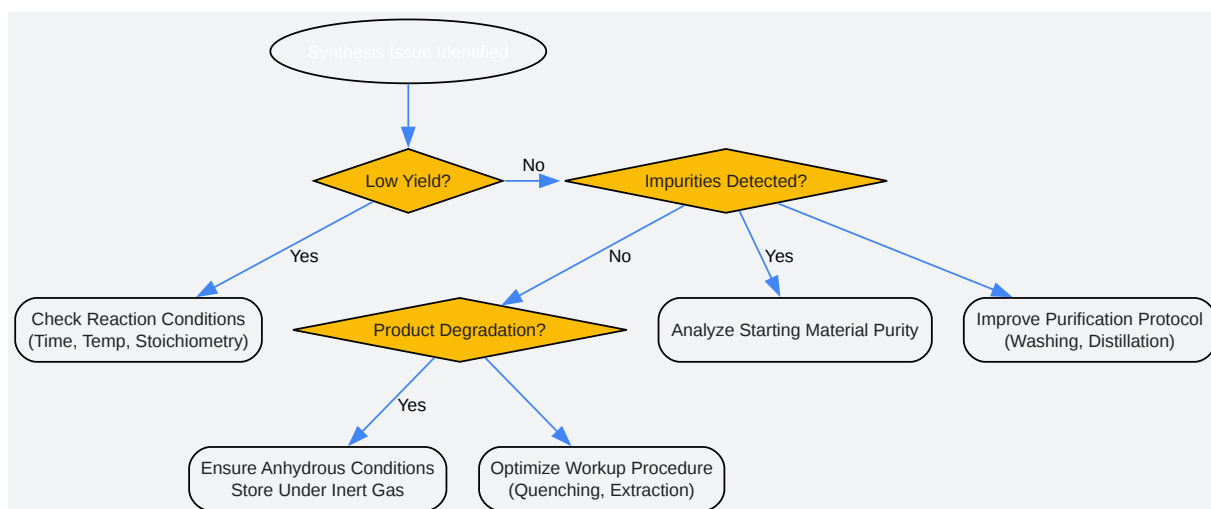 Synthesis Issue Identified
Low Yield?
No
Impurities Detected?
Yes
No
Yes
Check Reaction Conditions
(Time, Temp, Stoichiometry)
Product Degradation?
Analyze Starting Material Purity
Improve Purification Protocol
(Washing, Distillation)
Yes
Ensure Anhydrous Conditions
Store Under Inert Gas
Optimize Workup Procedure
(Quenching, Extraction)